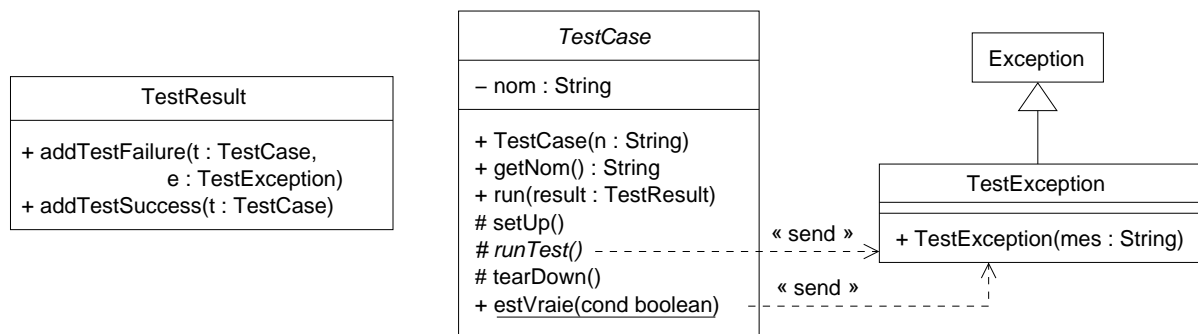 TestResult
+ addTestFailure(t : TestCase,
e : TestException)
+ addTestSuccess(t : TestCase)
TestCase
– nom : String
+ TestCase(n : String)
+ getNom() : String
+ run(result : TestResult)
# setUp()
# runTest()
# tearDown()
+ estVraie(cond boolean)
« send »
« send »
Exception
TestException
+ TestException(mes : String)